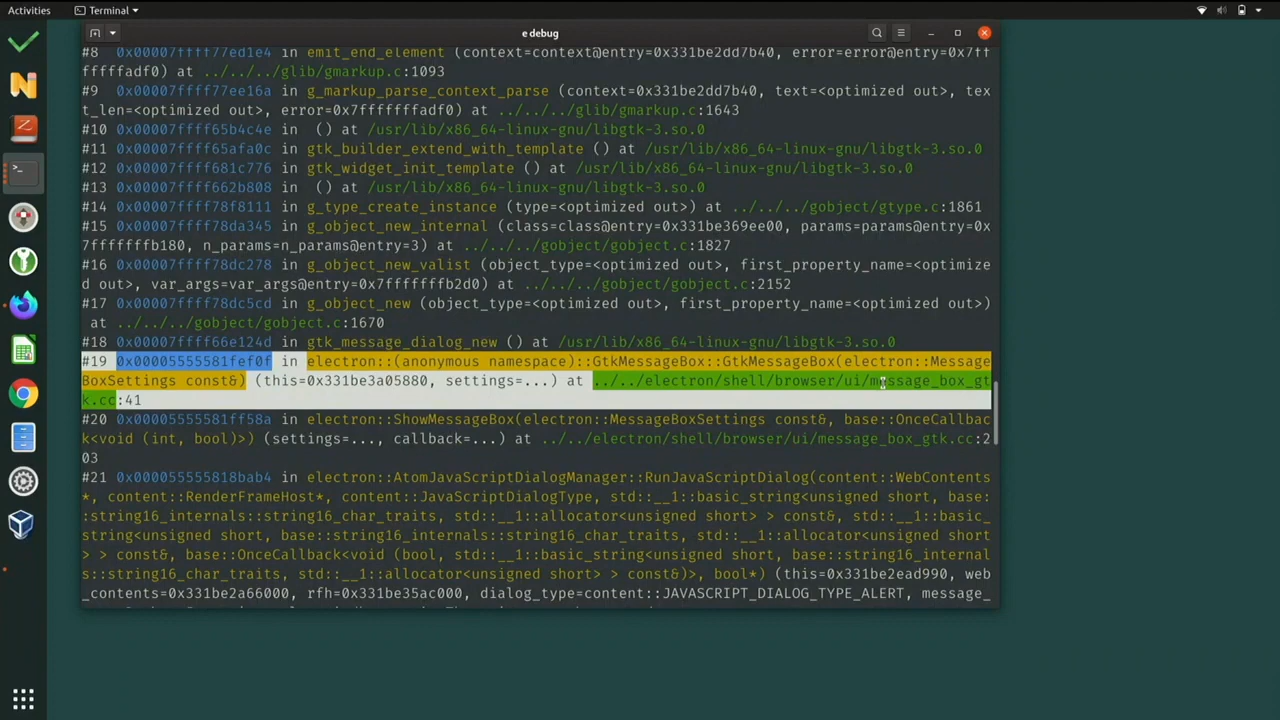 Activities
Terminal
e debug
#8 0x00007ffff77ed1e4 in emit_end_element (context=context@entry=0x331be2dd7b40, error=error@entry=0x7ff
fffffadf0) at ../../../glib/gmarkup.c:1093
#9 0x00007ffff77ee16a in g_markup_parse_context_parse (context=0x331be2dd7b40, text=<optimized out>, tex
t_len=<optimized out>, error=0x7fffffffadf0) at ../../../glib/gmarkup.c:1643
#10 0x00007ffff65b4c4e in () at /usr/lib/x86_64-linux-gnu/libgtk-3.so.0
#11 0x00007ffff65afa0c in gtk_builder_extend_with_template () at /usr/lib/x86_64-linux-gnu/libgtk-3.so.0
#12 0x00007ffff681c776 in gtk_widget_init_template () at /usr/lib/x86_64-linux-gnu/libgtk-3.so.0
#13 0x00007ffff662b808 in () at /usr/lib/x86_64-linux-gnu/libgtk-3.so.0
#14 0x00007ffff78f8111 in g_type_create_instance (type=<optimized out>) at ../../../gobject/gtype.c:1861
#15 0x00007ffff78da345 in g_object_new_internal (class=class@entry=0x331be369ee00, params=params@entry=0x
7fffffffb180, n_params=n_params@entry=3) at ../../../gobject/gobject.c:1827
#16 0x00007ffff78dc278 in g_object_new_valist (object_type=<optimized out>, first_property_name=<optimize
d out>, var_args=var_args@entry=0x7fffffffb2d0) at ../../../gobject/gobject.c:2152
#17 0x00007ffff78dc5cd in g_object_new (object_type=<optimized out>, first_property_name=<optimized out>)
at ../../../gobject/gobject.c:1670
#18 0x00007ffff66e124d in gtk_message_dialog_new () at /usr/lib/x86_64-linux-gnu/libgtk-3.so.0
#19 0x00005555581fef0f in electron::(anonymous namespace)::GtkMessageBox::GtkMessageBox(electron::Message
BoxSettings const&) (this=0x331be3a05880, settings=...) at ../../electron/shell/browser/ui/message_box_gt
k.cc:41
#20 0x00005555581ff58a in electron::ShowMessageBox(electron::MessageBoxSettings const&, base::OnceCallbac
k<void (int, bool)>) (settings=..., callback=...) at ../../electron/shell/browser/ui/message_box_gtk.cc:2
03
#21 0x000055555818bab4 in electron::AtomJavaScriptDialogManager::RunJavaScriptDialog(content::WebContents
*, content::RenderFrameHost*, content::JavaScriptDialogType, std::__1::basic_string<unsigned short, base:
:string16_internals::string16_char_traits, std::__1::allocator<unsigned short> > const&, std::__1::basic_
string<unsigned short, base::string16_internals::string16_char_traits, std::__1::allocator<unsigned short
> > const&, base::OnceCallback<void (bool, std::__1::basic_string<unsigned short, base::string16_internal
s::string16_char_traits, std::__1::allocator<unsigned short> > const&)>, bool*) (this=0x331be2ead990, web
_contents=0x331be2a66000, rfh=0x331be35ac000, dialog_type=content::JAVASCRIPT_DIALOG_TYPE_ALERT, message_